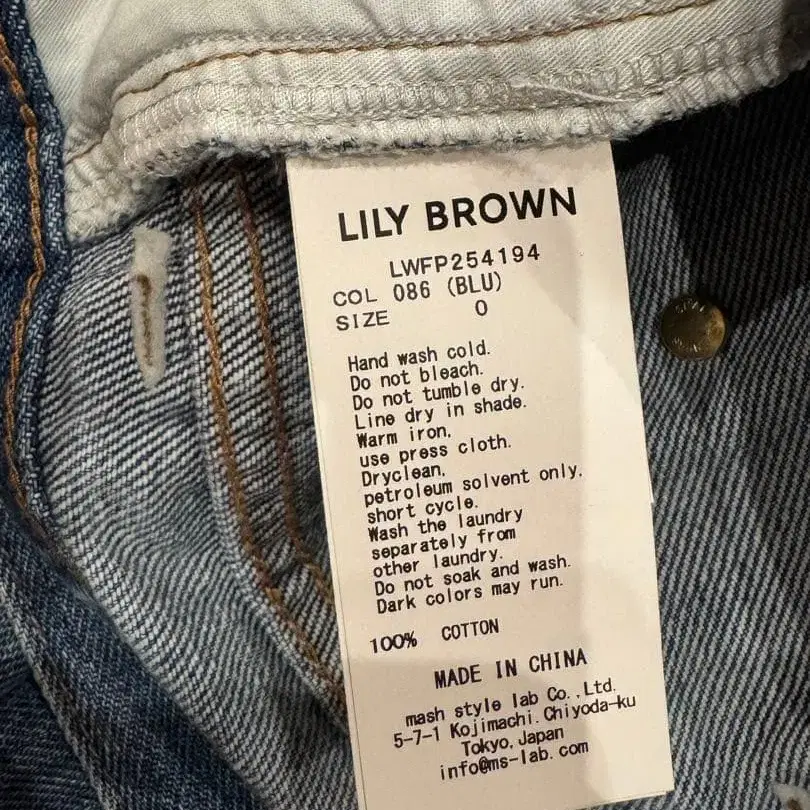 LILY BROWN
LWFP254194
COL 086 (BLU)
SIZE 0
Hand wash cold.
Do not bleach.
Do not tumble dry.
Line dry in shade.
Warm iron,
use press cloth.
Dryclean,
petroleum solvent only,
short cycle.
Wash the laundry
separately from
other laundry.
Do not soak and wash.
Dark colors may run.
100% COTTON
MADE IN CHINA
mash style lab Co.,Ltd.
5-7-1 Kojimachi, Chiyoda-ku
Tokyo, Japan
info@ms-lab.com